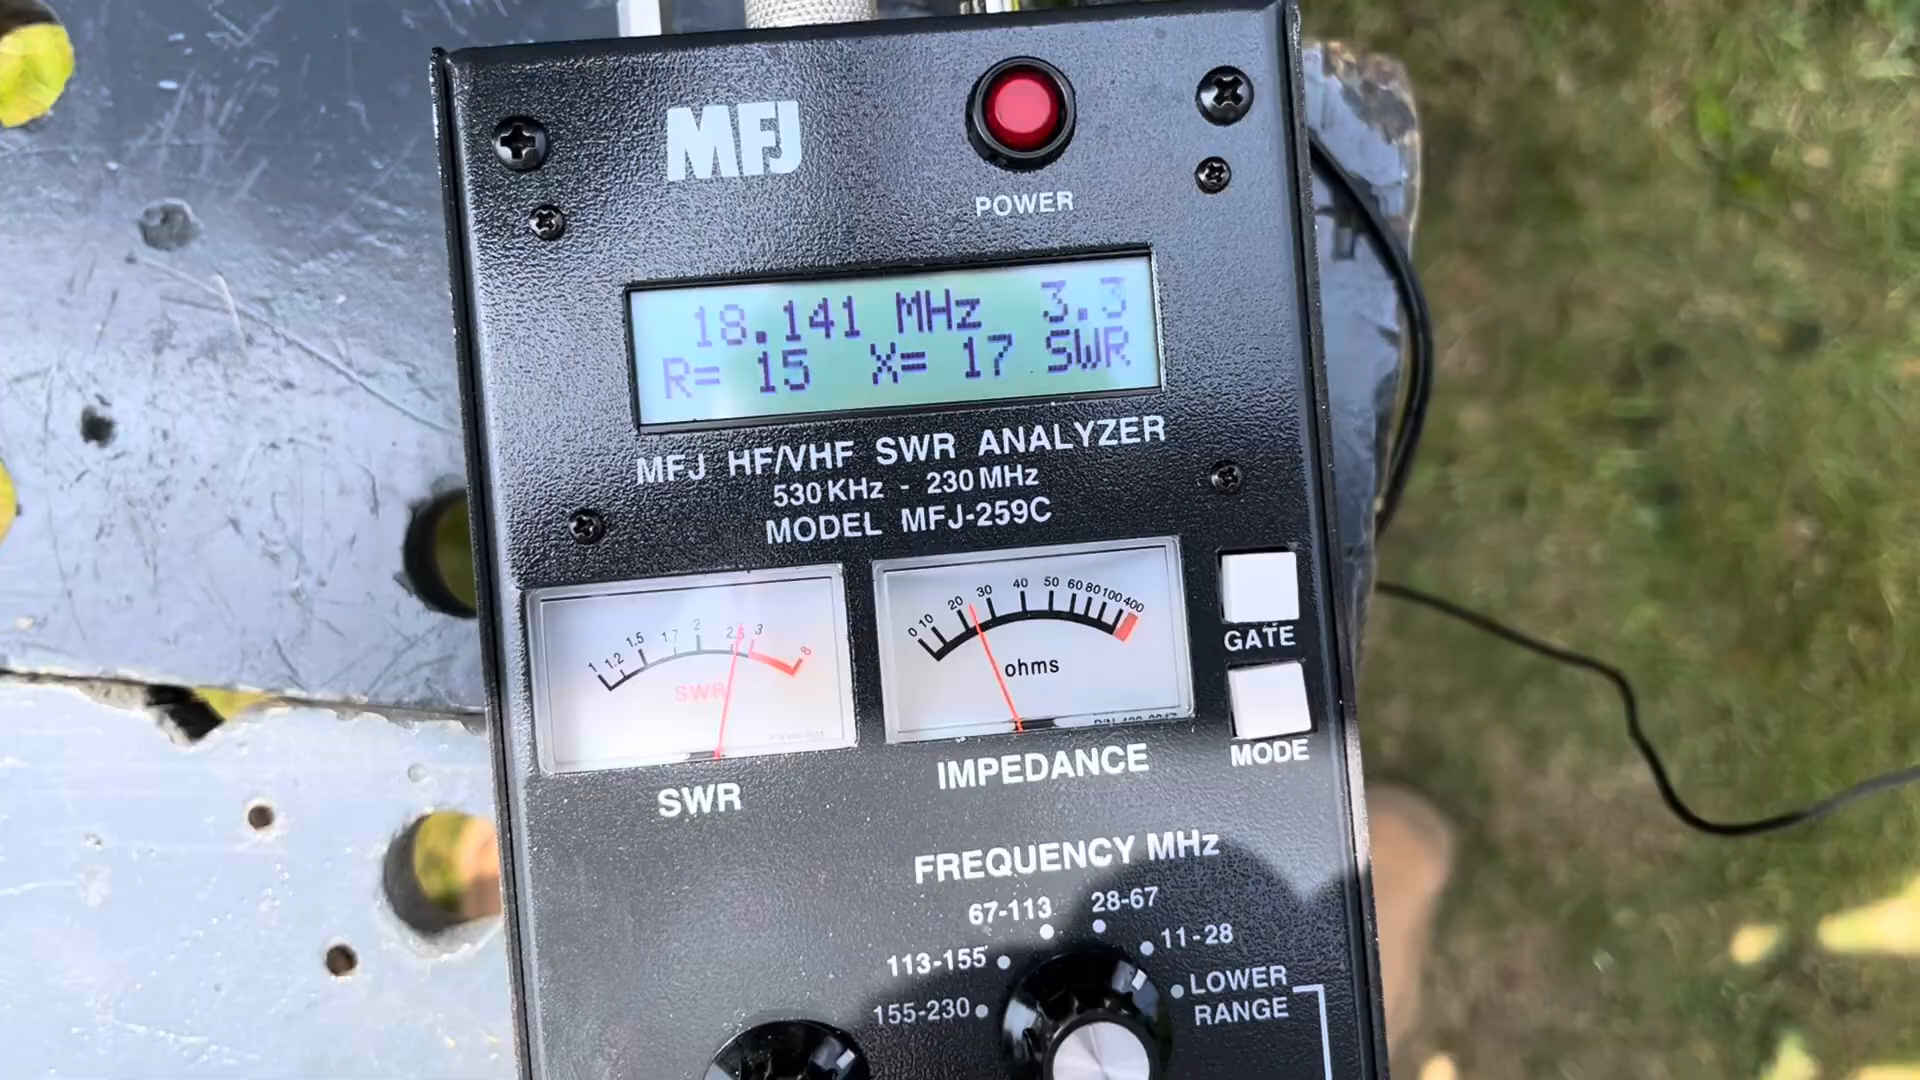 MFJ
POWER
18.141 MHz 3.3
R= 15 X= 17 SWR
MFJ HF/VHF SWR ANALYZER
530 KHz - 230 MHz
MODEL MFJ-259C
1 1.2 1.5 1.7 2 2.5 3 8
SWR
SWR
0 10 20 30 40 50 60 80 100 400
ohms
IMPEDANCE
GATE
MODE
FREQUENCY MHz
67-113
28-67
113-155
11-28
155-230
LOWER
RANGE